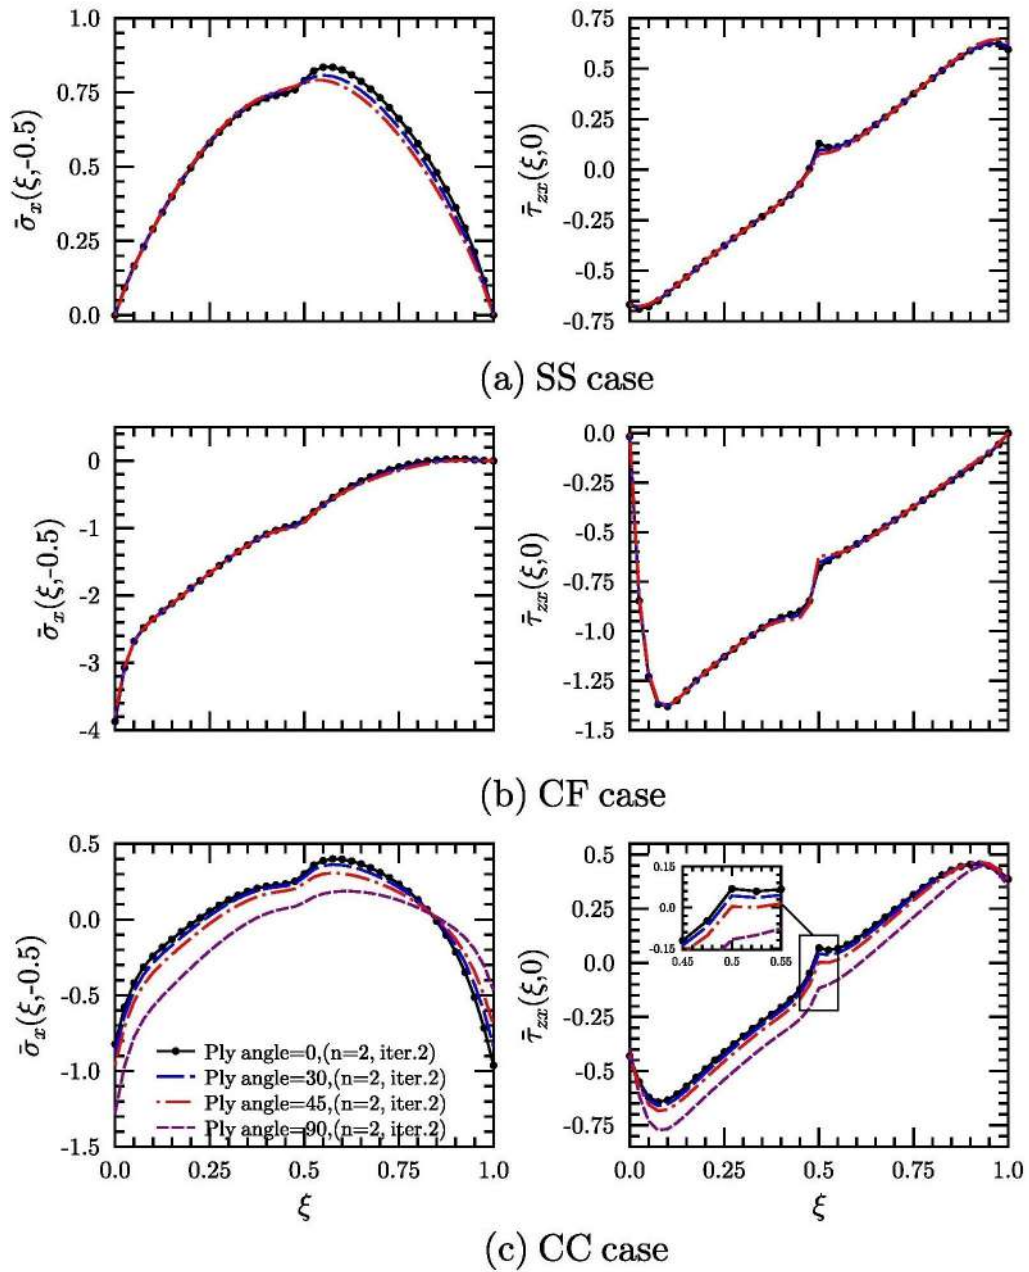 1.0
0.75
0.5
0.25
0.0
σ̄ₓ(ξ,-0.5)
0.75
0.5
0.25
0.0
-0.25
-0.5
-0.75
τ̄_zx(ξ,0)
(a) SS case
0
-1
-2
-3
-4
σ̄ₓ(ξ,-0.5)
0.0
-0.25
-0.5
-0.75
-1.0
-1.25
-1.5
τ̄_zx(ξ,0)
(b) CF case
0.5
0.0
-0.5
-1.0
-1.5
σ̄ₓ(ξ,-0.5)
Ply angle=0,(n=2, iter.2)
Ply angle=30,(n=2, iter.2)
Ply angle=45,(n=2, iter.2)
Ply angle=90,(n=2, iter.2)
0.0 0.25 0.5 0.75 1.0
ξ
0.5
0.25
0.0
-0.25
-0.5
-0.75
τ̄_zx(ξ,0)
0.15
0.0
-0.15
0.45 0.5 0.55
0.0 0.25 0.5 0.75 1.0
ξ
(c) CC case